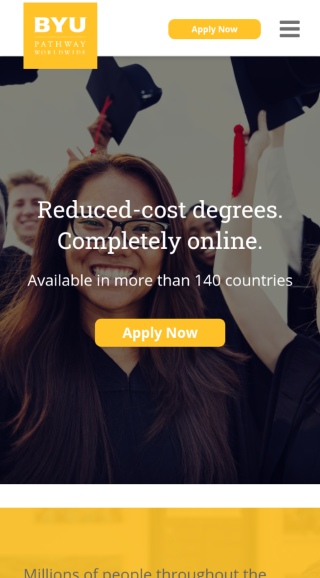 BYU
PATHWAY
WORLDWIDE
Apply Now
Reduced-cost degrees.
Completely online.
Available in more than 140 countries
Apply Now
Millions of people throughout the